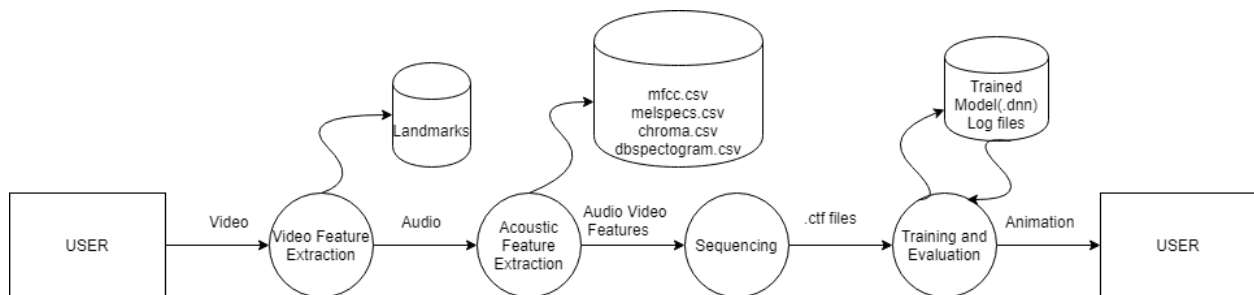 mfcc.csv
melspecs.csv
chroma.csv
dbspectogram.csv
Landmarks
Trained
Model(.dnn)
Log files
USER
Video
Video Feature
Extraction
Audio
Acoustic
Feature
Extraction
Audio Video
Features
Sequencing
.ctf files
Training and
Evaluation
Animation
USER